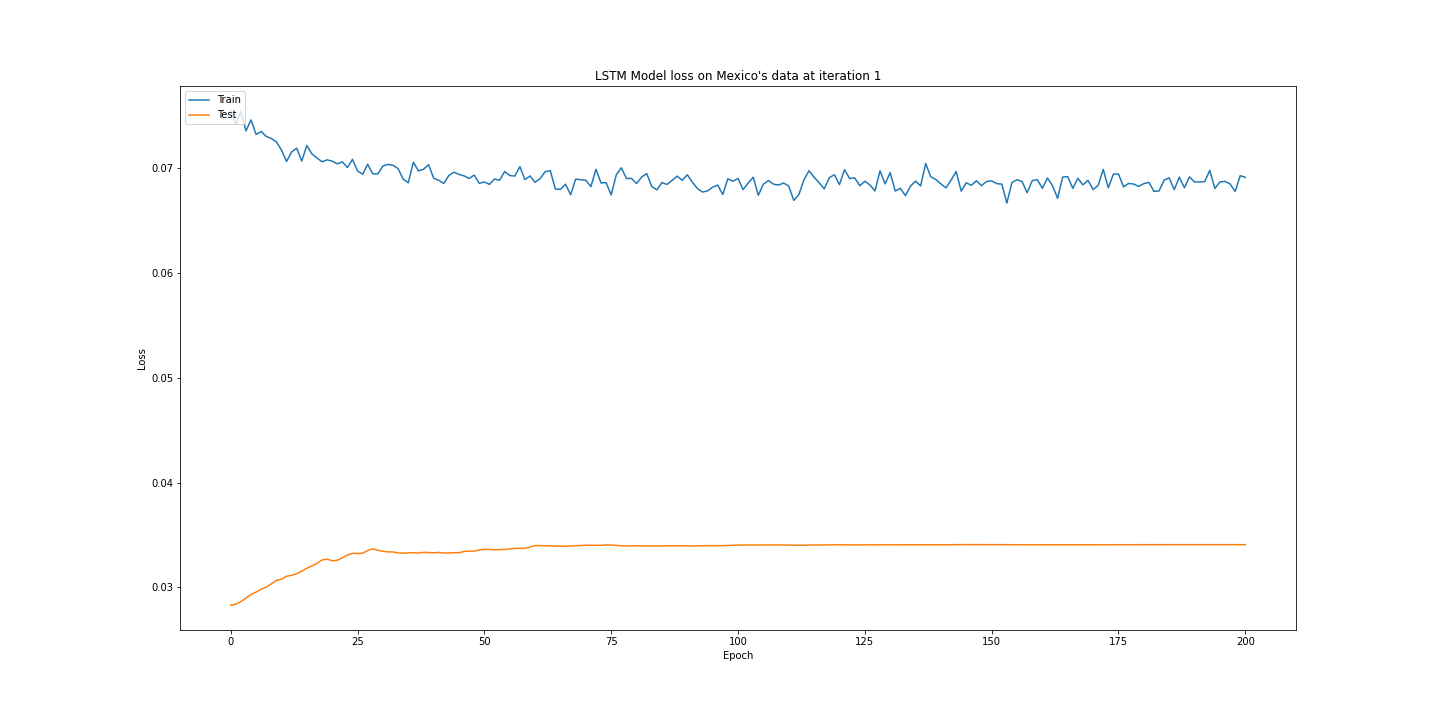 LSTM Model loss on Mexico's data at iteration 1
Train
Test
0.07
0.06
0.05
0.04
0.03
Loss
0 25 50 75 100 125 150 175 200
Epoch